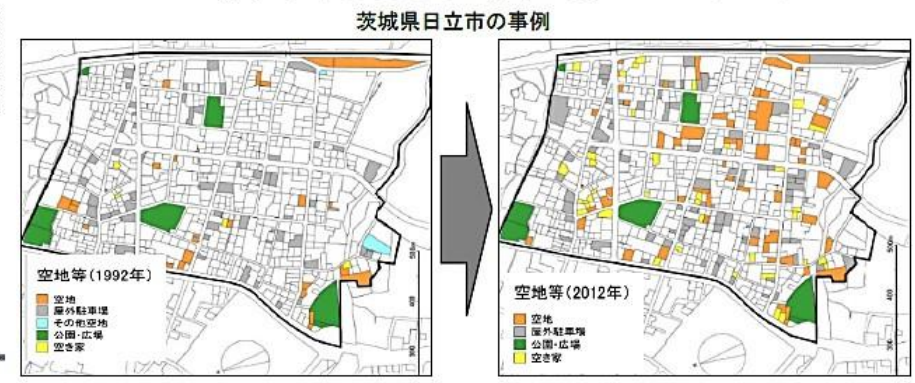 茨城県日立市の事例
空地等(1992年)
空地
屋外駐車場
その他空地
公園・広場
空き家
空地等(2012年)
空地
屋外駐車場
公園・広場
空き家